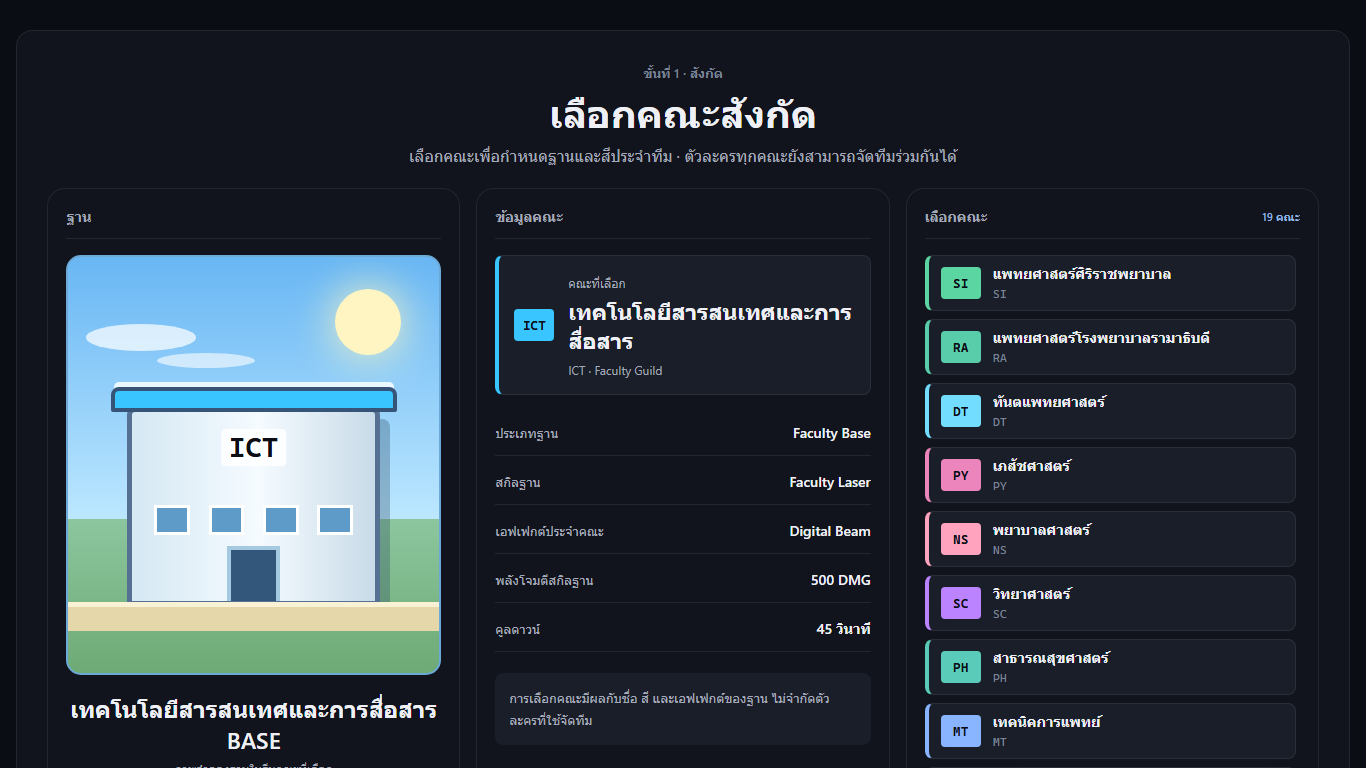 ขั้นที่ 1 · สังกัด
เลือกคณะสังกัด
เลือกคณะเพื่อกำหนดฐานและสีประจำทีม · ตัวละครทุกคณะยังสามารถจัดทีมร่วมกันได้
ฐาน
ICT
เทคโนโลยีสารสนเทศและการสื่อสาร
BASE
ข้อมูลคณะ
ICT
คณะที่เลือก
เทคโนโลยีสารสนเทศและการ
สื่อสาร
ICT · Faculty Guild
ประเภทฐาน Faculty Base
สกิลฐาน Faculty Laser
เอฟเฟกต์ประจำคณะ Digital Beam
พลังโจมตีสกิลฐาน 500 DMG
คูลดาวน์ 45 วินาที
การเลือกคณะมีผลกับชื่อ สี และเอฟเฟกต์ของฐาน ไม่จำกัดตัว
ละครที่ใช้จัดทีม
เลือกคณะ 19 คณะ
SI แพทยศาสตร์ศิริราชพยาบาล
SI
RA แพทยศาสตร์โรงพยาบาลรามาธิบดี
RA
DT ทันตแพทยศาสตร์
DT
PY เภสัชศาสตร์
PY
NS พยาบาลศาสตร์
NS
SC วิทยาศาสตร์
SC
PH สาธารณสุขศาสตร์
PH
MT เทคนิคการแพทย์
MT